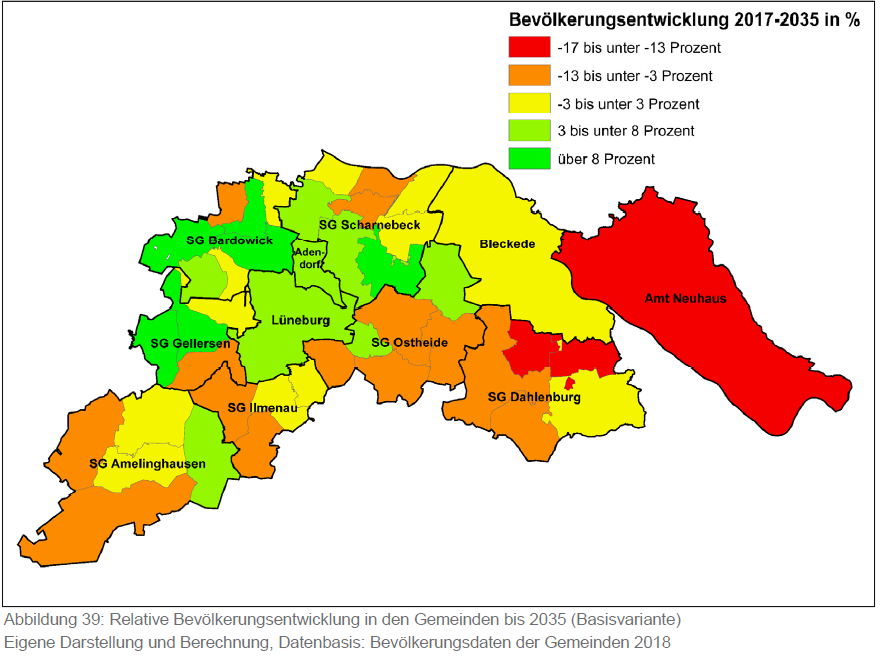 Bevölkerungsentwicklung 2017-2035 in %
-17 bis unter -13 Prozent
-13 bis unter -3 Prozent
-3 bis unter 3 Prozent
3 bis unter 8 Prozent
über 8 Prozent
SG Scharnebeck
SG Bardowick
Bleckede
Aden-
dorf
Amt Neuhaus
Lüneburg
SG Gellersen
SG Ostheide
SG Dahlenburg
SG Ilmenau
SG Amelinghausen
Abbildung 39: Relative Bevölkerungsentwicklung in den Gemeinden bis 2035 (Basisvariante)
Eigene Darstellung und Berechnung, Datenbasis: Bevölkerungsdaten der Gemeinden 2018